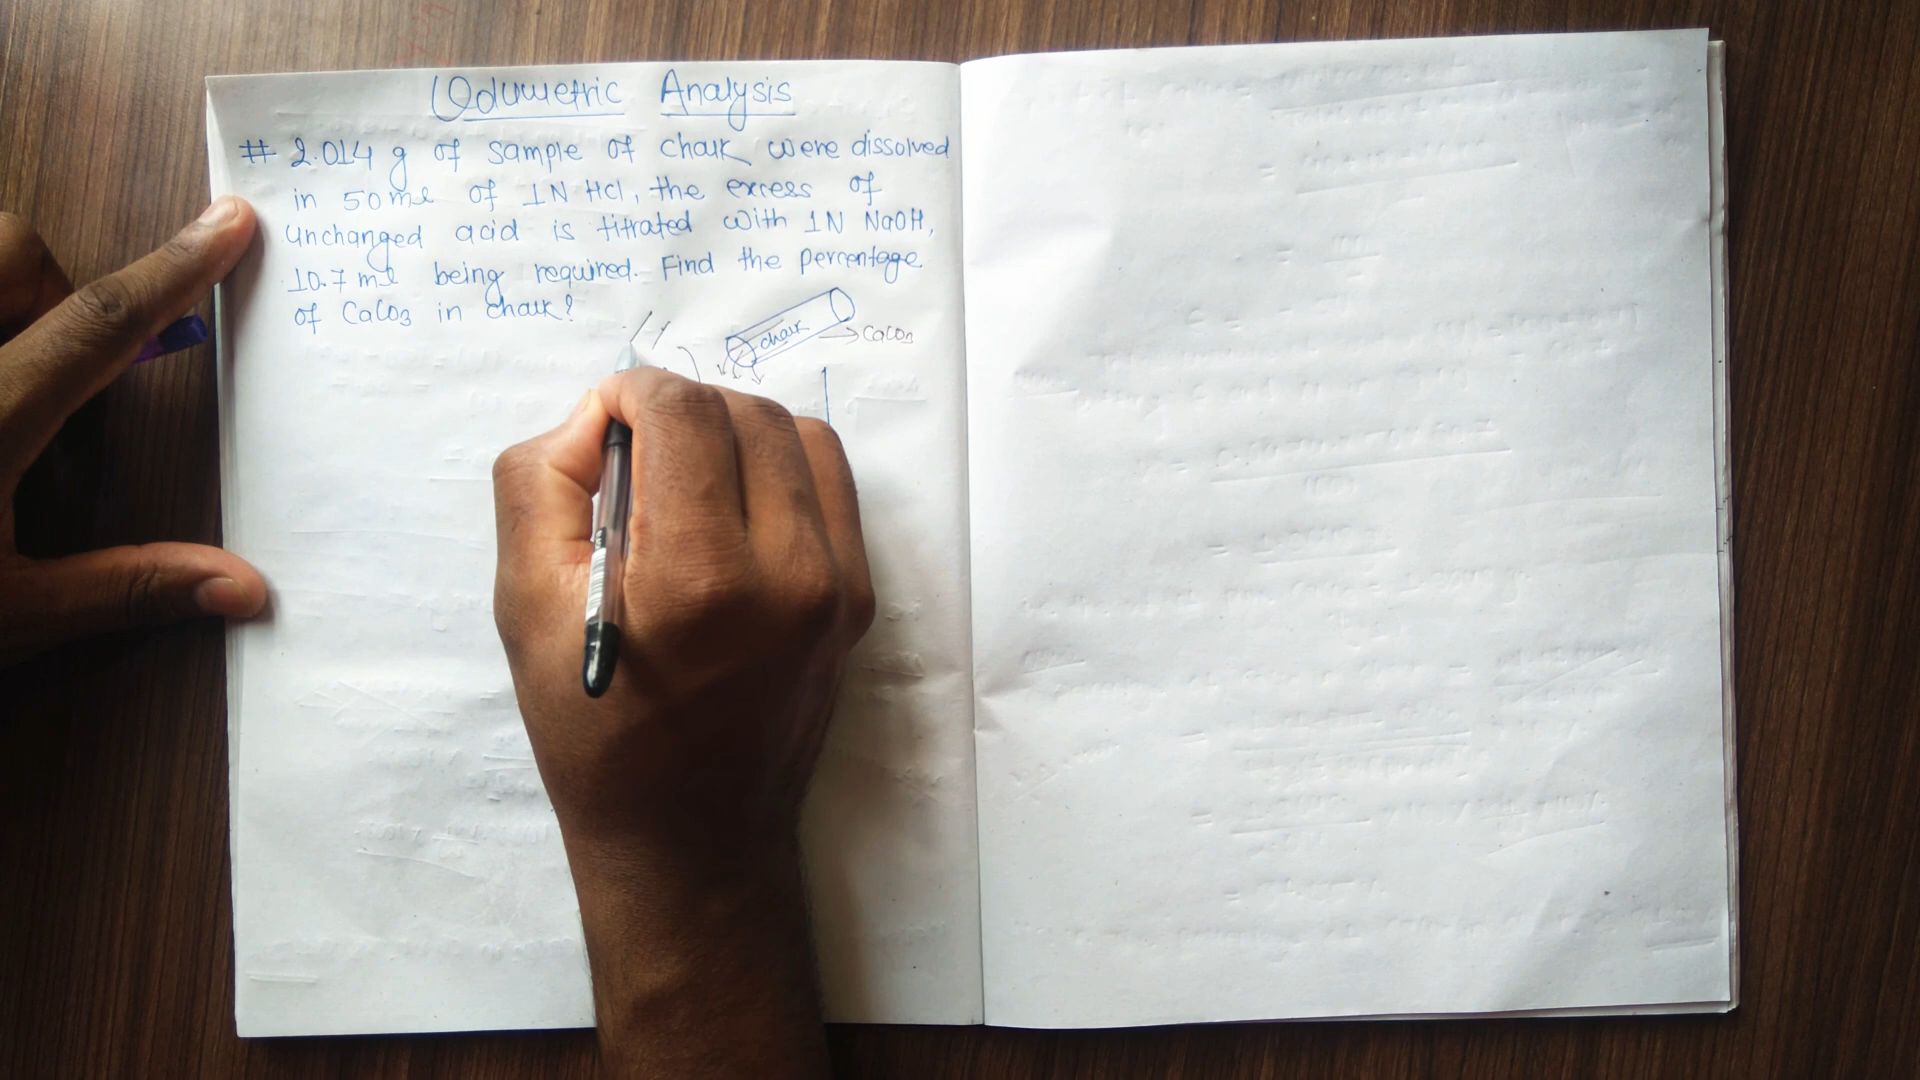 Volumetric Analysis
# 2.014 g of sample of chalk were dissolved
in 50 ml of 1N HCl, the excess of
unchanged acid is titrated with 1N NaOH,
10.7 ml being required. Find the percentage
of CaCO3 in chalk?
chalk
→ CaCO3